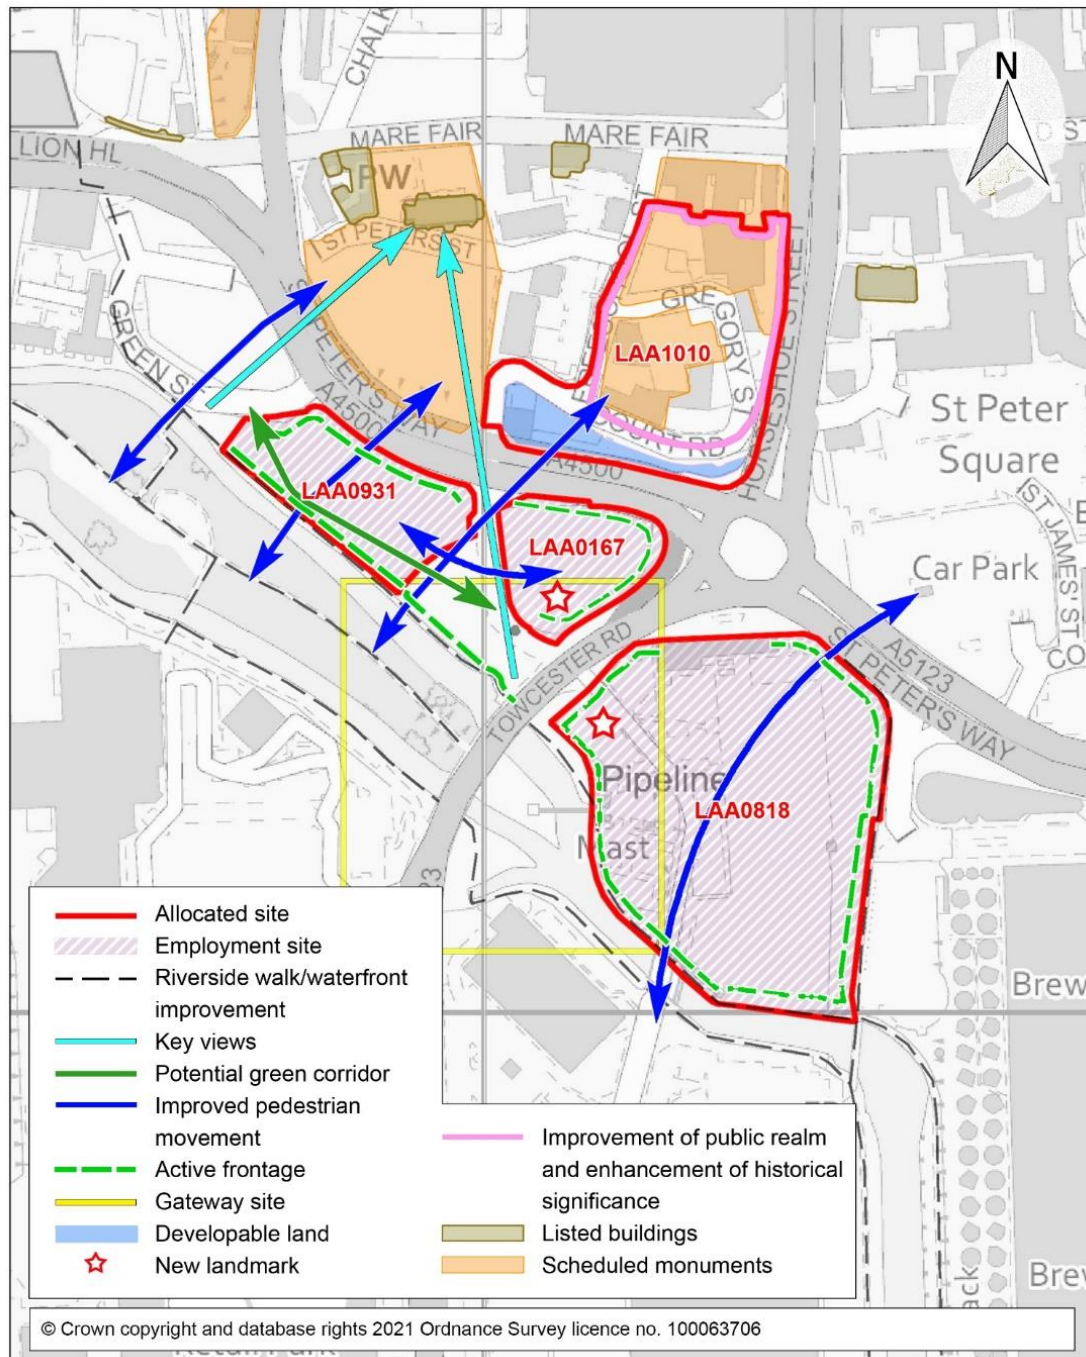 CHALK
N
LION HL
MARE FAIR
MARE FAIR
PW
ST PETERS ST
GREGORY ST
HORSESHOE STREET
LAA1010
GREEN ST
ST PETER'S WAY
A4500
COURT RD
A4500
St Peter
Square
LAA0931
LAA0167
ST JAMES' ST
Car Park
TOWCESTER RD
A5123
ST PETER'S WAY
Pipeline
LAA0818
Mast
Brew
Brew
Allocated site
Employment site
Riverside walk/waterfront
improvement
Key views
Potential green corridor
Improved pedestrian
movement
Active frontage
Gateway site
Developable land
New landmark
Improvement of public realm
and enhancement of historical
significance
Listed buildings
Scheduled monuments
© Crown copyright and database rights 2021 Ordnance Survey licence no. 100063706